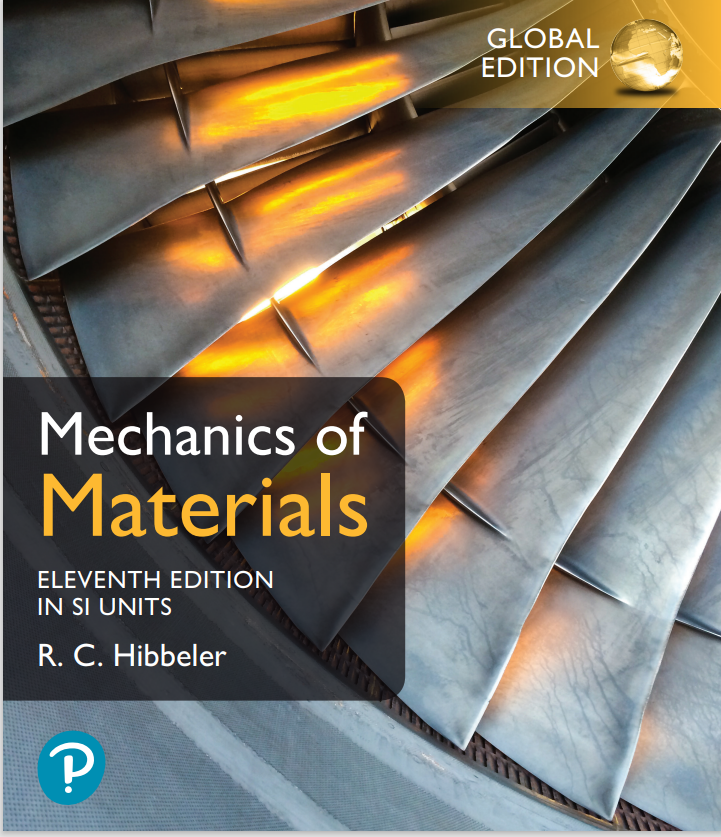 GLOBAL
EDITION
Mechanics of
Materials
ELEVENTH EDITION
IN SI UNITS
R. C. Hibbeler
P